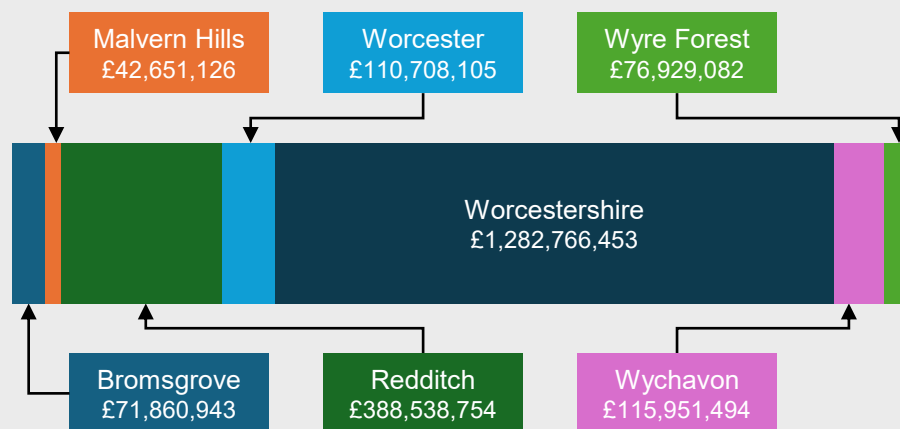 Malvern Hills
£42,651,126
Worcester
£110,708,105
Wyre Forest
£76,929,082
Worcestershire
£1,282,766,453
Bromsgrove
£71,860,943
Redditch
£388,538,754
Wychavon
£115,951,494